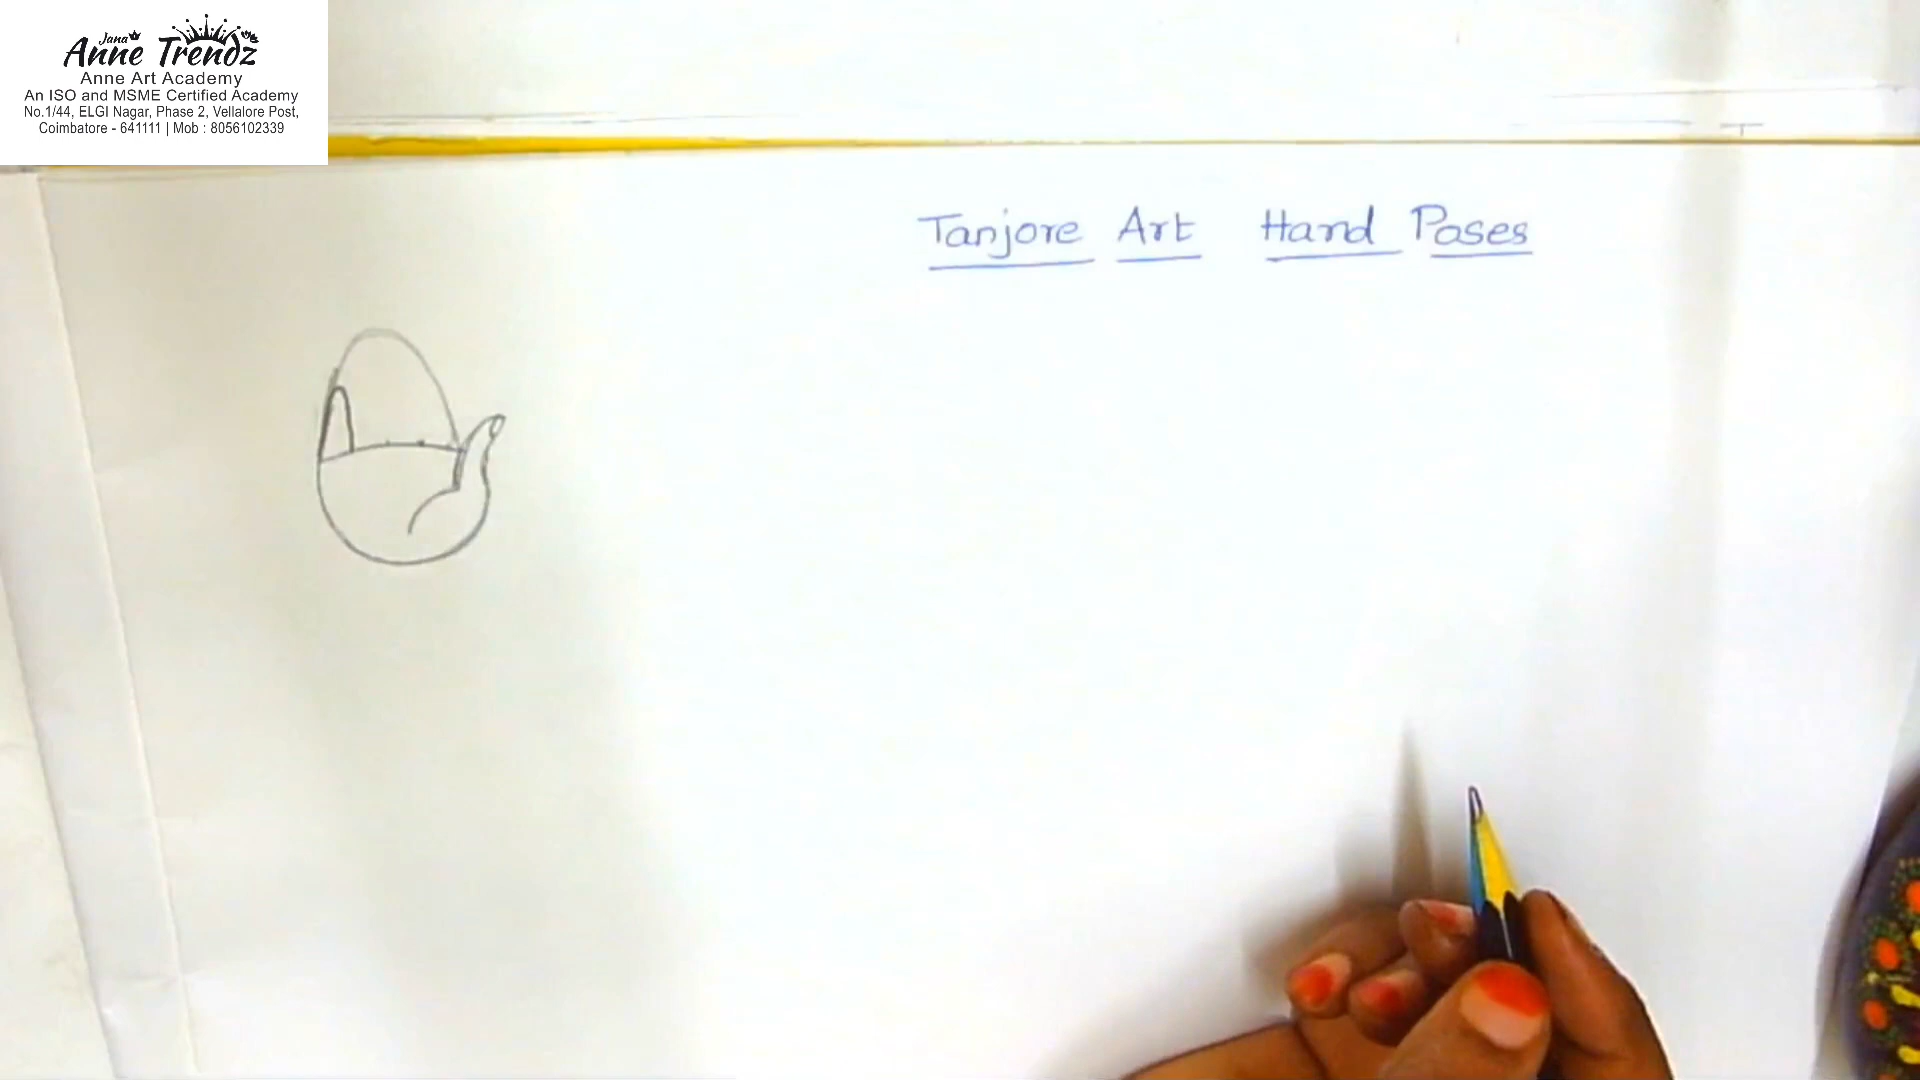 Jana
Anne Trendz
Anne Art Academy
An ISO and MSME Certified Academy
No.1/44, ELGI Nagar, Phase 2, Vellalore Post,
Coimbatore - 641111 | Mob : 8056102339
Tanjore Art Hand Poses